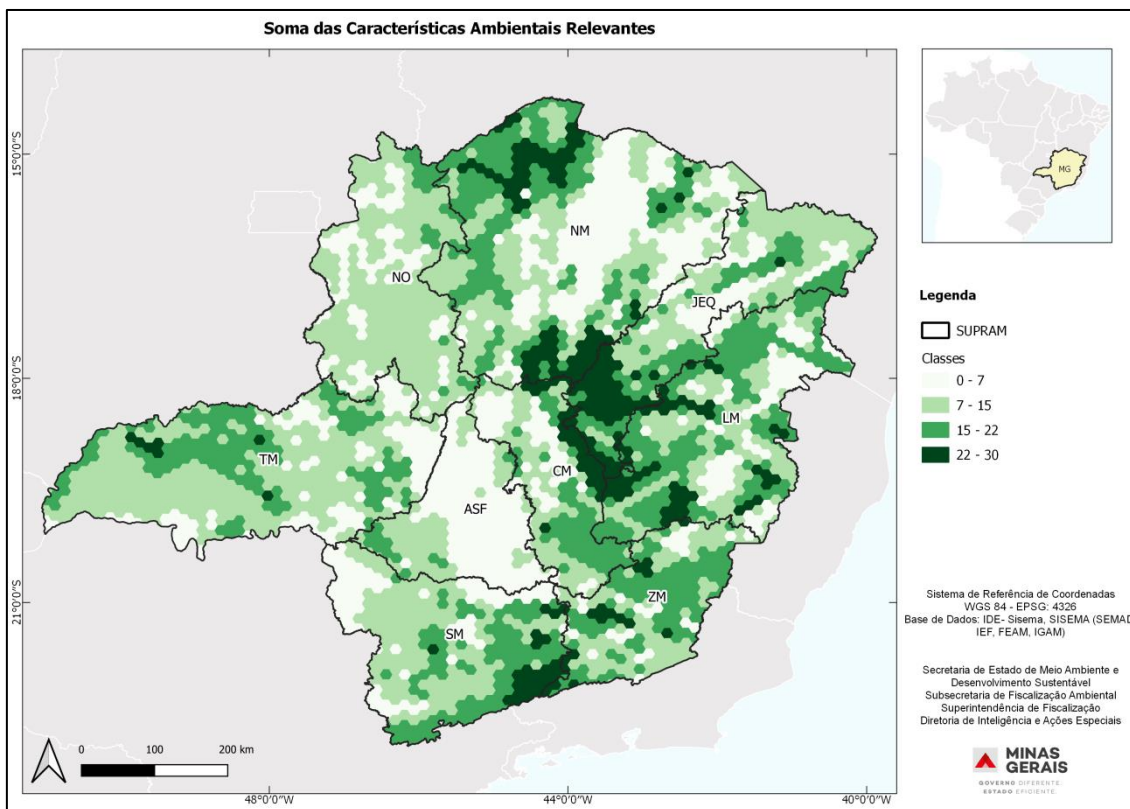 Soma das Características Ambientais Relevantes
15°0'0"S
18°0'0"S
21°0'0"S
NM
NO
JEQ
LM
TM
CM
ASF
ZM
SM
0 100 200 km
48°0'0"W
44°0'0"W
40°0'0"W
MG
Legenda
SUPRAM
Classes
0 - 7
7 - 15
15 - 22
22 - 30
Sistema de Referência de Coordenadas
WGS 84 - EPSG: 4326
Base de Dados: IDE- Sisema, SISEMA (SEMAD
IEF, FEAM, IGAM)
Secretaria de Estado de Meio Ambiente e
Desenvolvimento Sustentável
Subsecretaria de Fiscalização Ambiental
Superintendência de Fiscalização
Diretoria de Inteligência e Ações Especiais
MINAS
GERAIS
GOVERNO DIFERENTE.
ESTADO EFICIENTE.